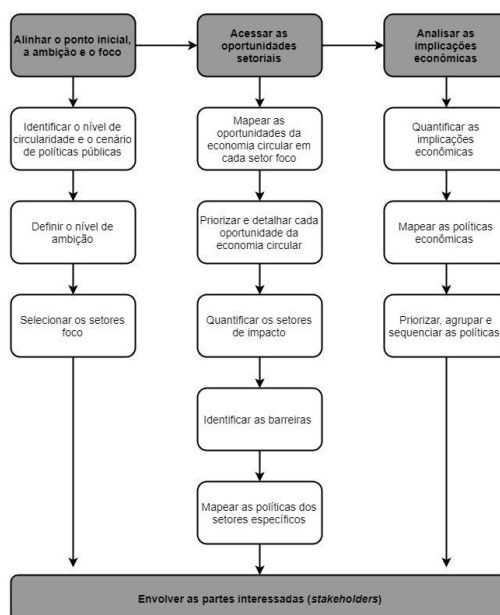 Alinhar o ponto inicial,
a ambição e o foco
Identificar o nível de
circularidade e o cenário
de políticas públicas
Definir o nível de
ambição
Selecionar os setores
foco
Acessar as
oportunidades
setoriais
Mapear as
oportunidades da
economia circular em
cada setor foco
Priorizar e detalhar cada
oportunidade da
economia circular
Quantificar os setores
de impacto
Identificar as barreiras
Mapear as políticas dos
setores específicos
Analisar as
implicações
econômicas
Quantificar as
implicações
econômicas
Mapear as políticas
econômicas
Priorizar, agrupar e
sequenciar as políticas
Envolver as partes interessadas (stakeholders)